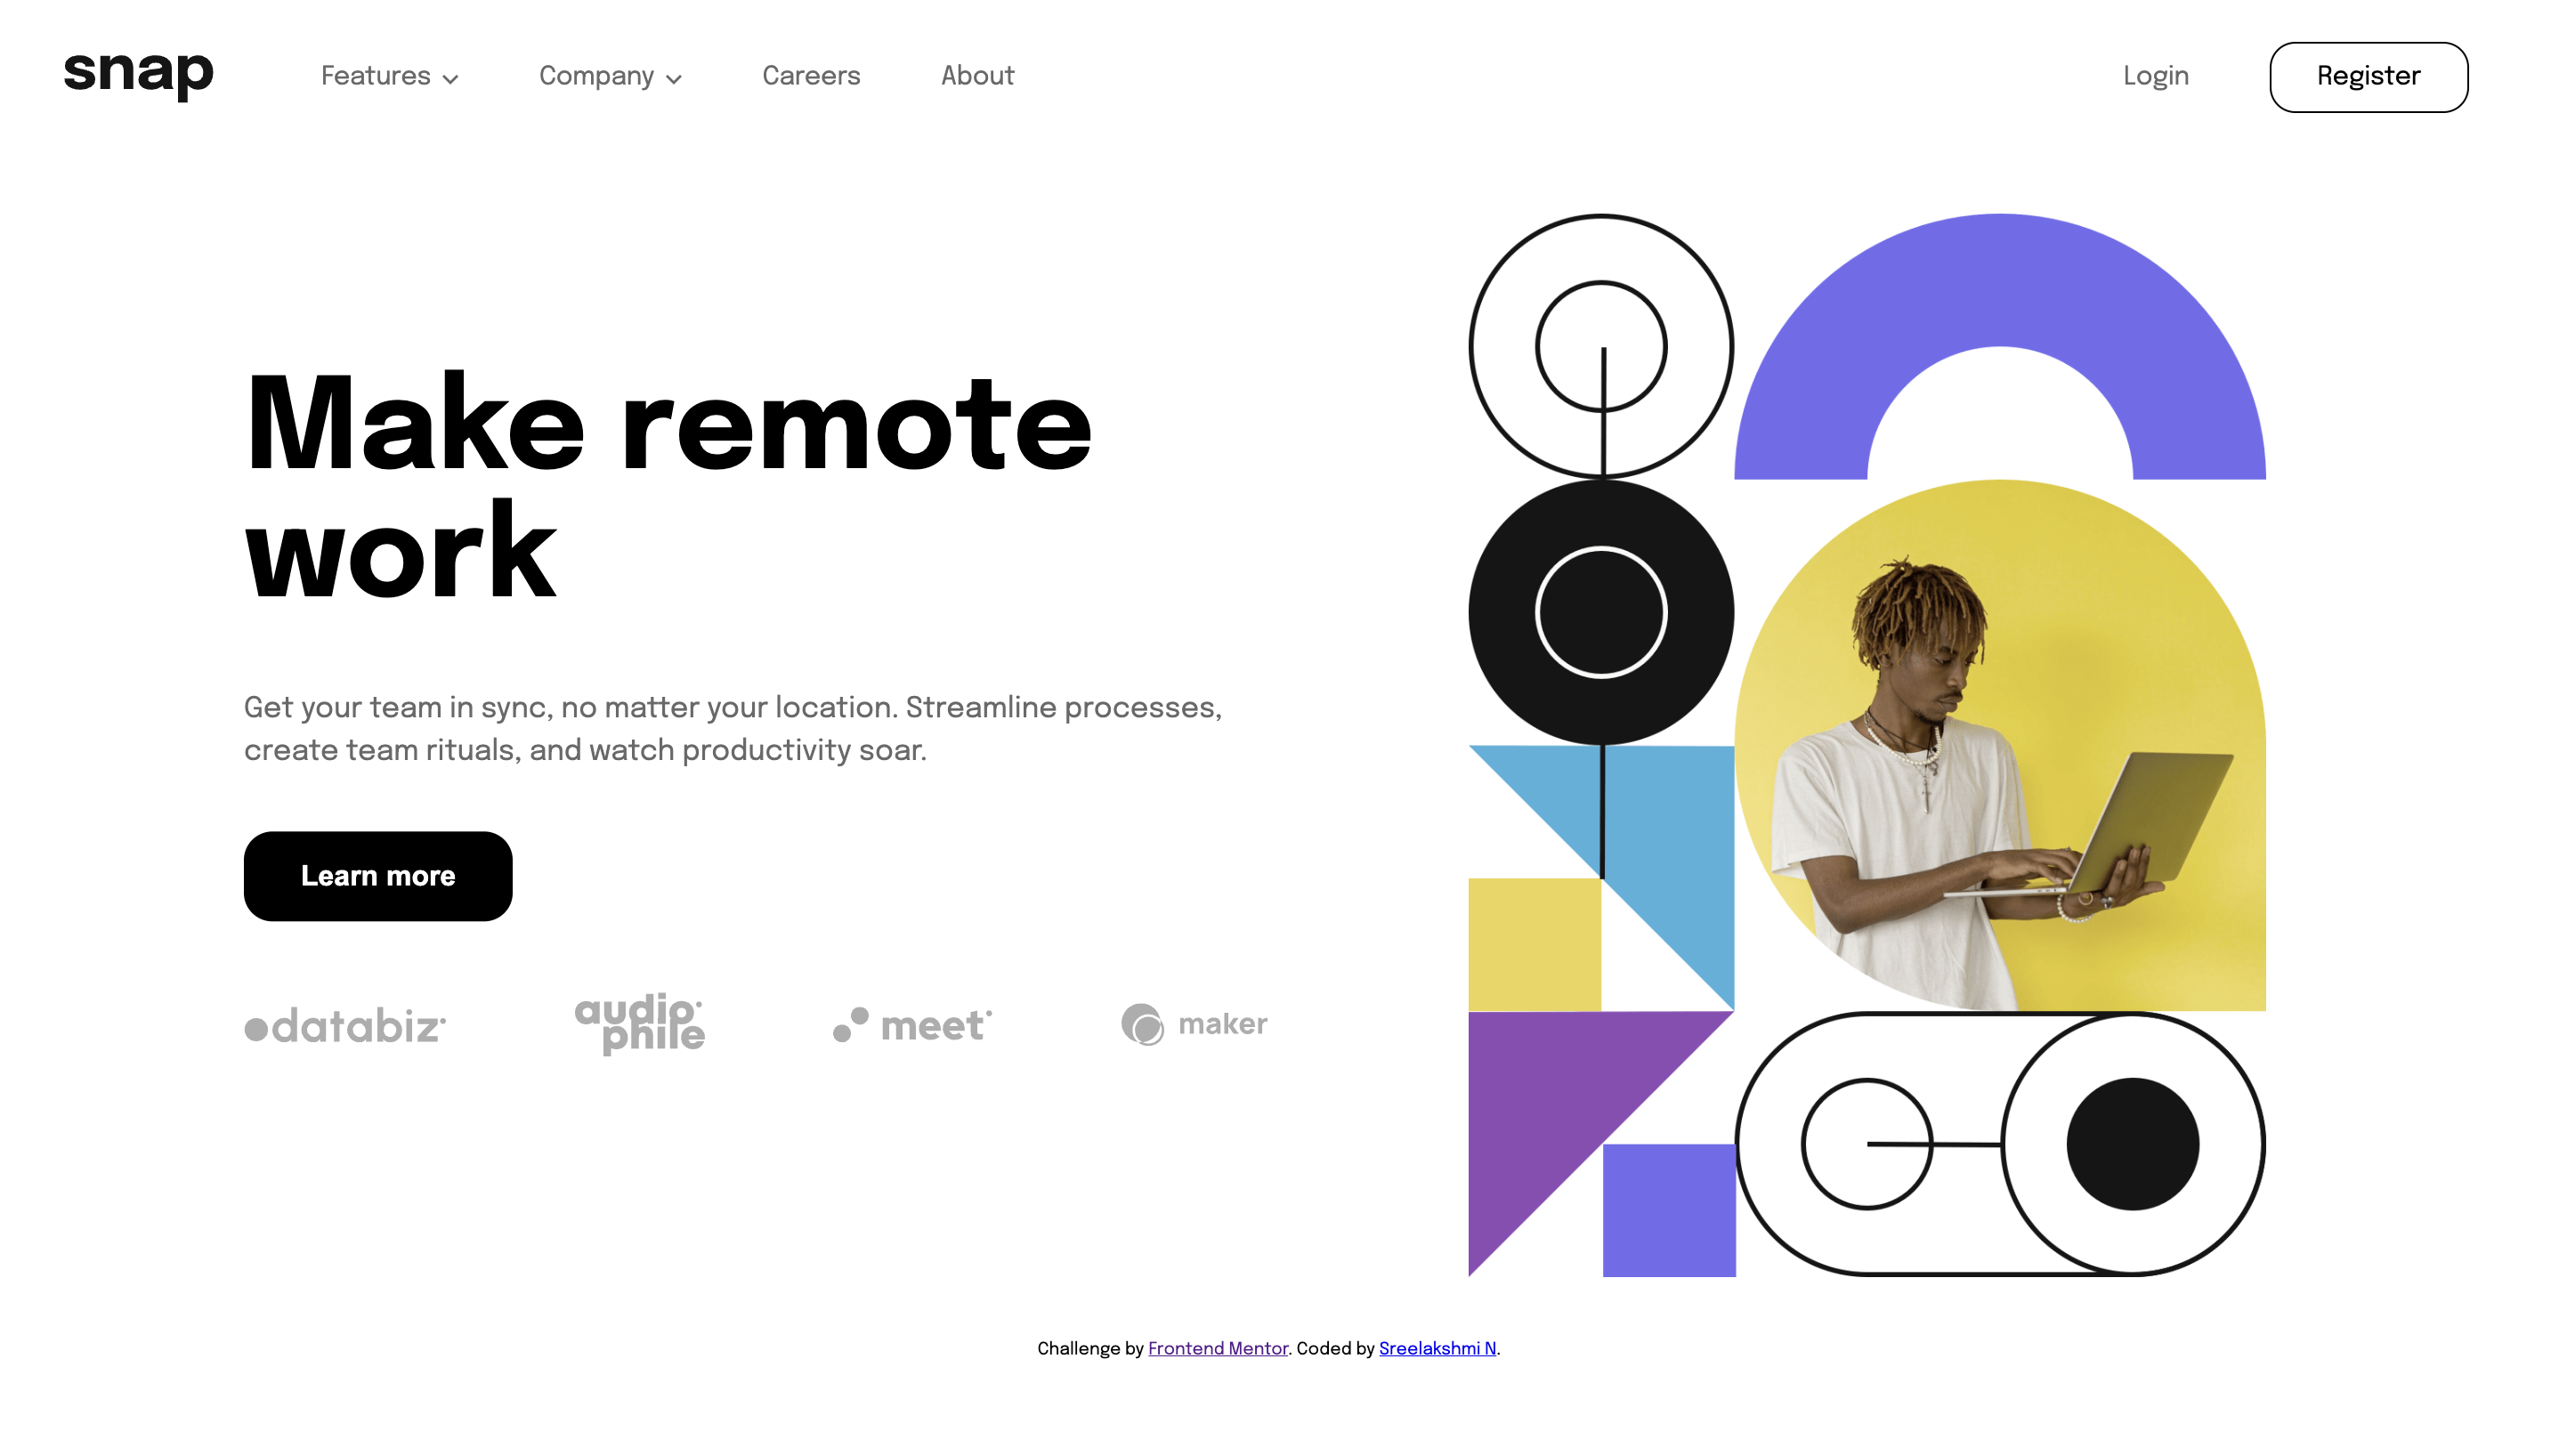 snap Features Company Careers About Login Register
Make remote
work
Get your team in sync, no matter your location. Streamline processes,
create team rituals, and watch productivity soar.
Learn more
databiz audiophile meet maker
Challenge by Frontend Mentor. Coded by Sreelakshmi N.